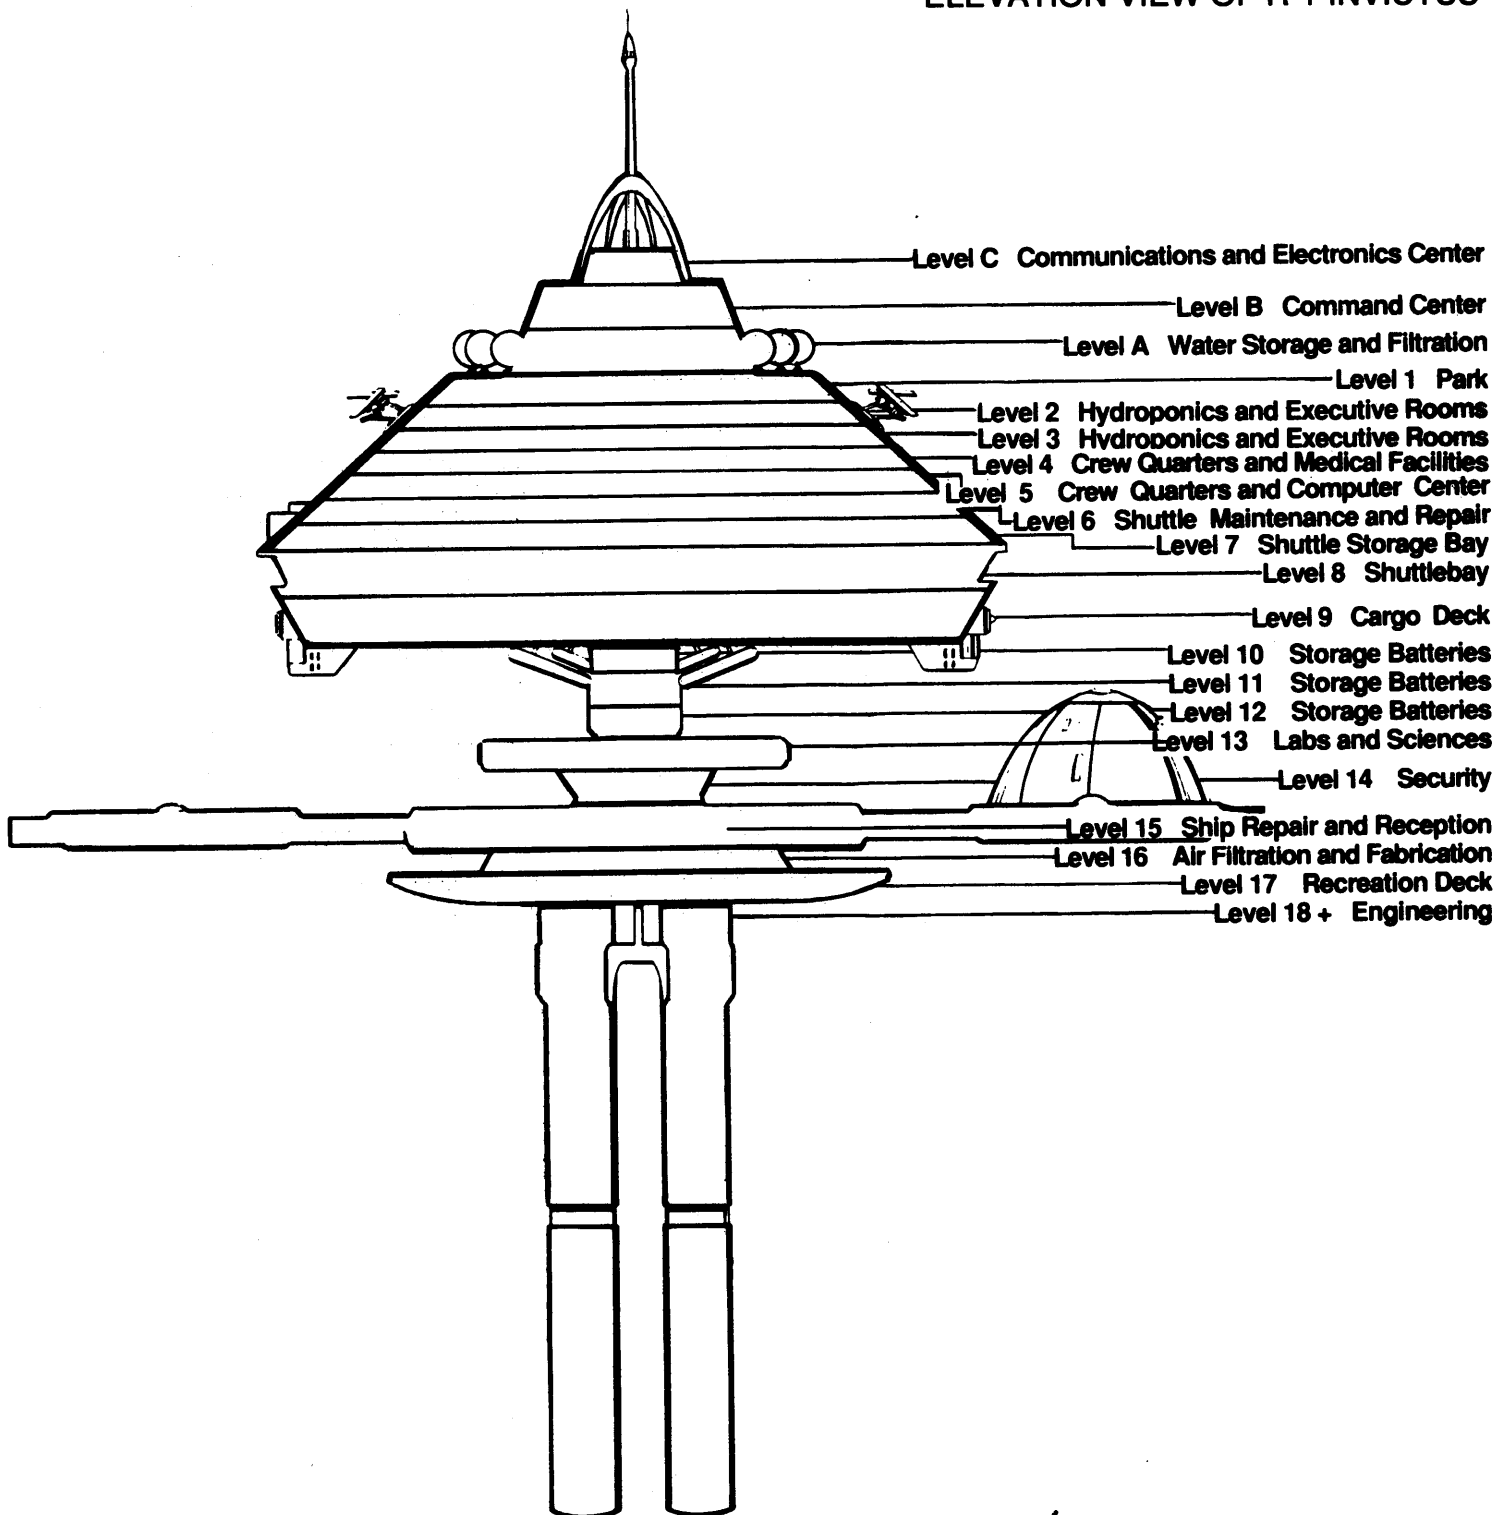 ELEVATION VIEW OF R-1 INVICTUS
Level C Communications and Electronics Center
Level B Command Center
Level A Water Storage and Filtration
Level 1 Park
Level 2 Hydroponics and Executive Rooms
Level 3 Hydroponics and Executive Rooms
Level 4 Crew Quarters and Medical Facilities
Level 5 Crew Quarters and Computer Center
Level 6 Shuttle Maintenance and Repair
Level 7 Shuttle Storage Bay
Level 8 Shuttlebay
Level 9 Cargo Deck
Level 10 Storage Batteries
Level 11 Storage Batteries
Level 12 Storage Batteries
Level 13 Labs and Sciences
Level 14 Security
Level 15 Ship Repair and Reception
Level 16 Air Filtration and Fabrication
Level 17 Recreation Deck
Level 18 + Engineering